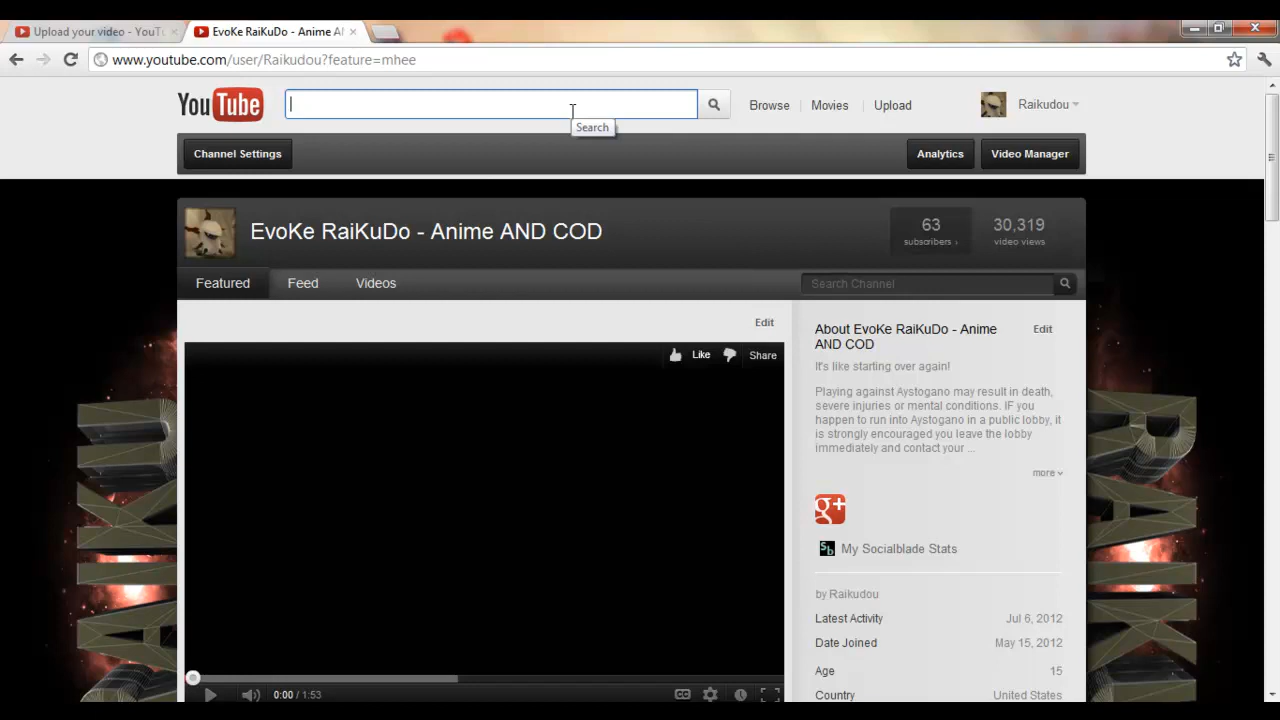 Upload your video - YouTu
EvoKe RaiKuDo - Anime A
www.youtube.com/user/Raikudou?feature=mhee
YouTube
Browse
Movies
Upload
Raikudou
Search
Channel Settings
Analytics
Video Manager
EvoKe RaiKuDo - Anime AND COD
63
subscribers
30,319
video views
Featured
Feed
Videos
Search Channel
Edit
Like
Share
About EvoKe RaiKuDo - Anime
AND COD
Edit
It's like starting over again!
Playing against Aystogano may result in death,
severe injuries or mental conditions. IF you
happen to run into Aystogano in a public lobby, it
is strongly encouraged you leave the lobby
immediately and contact your ...
more
g+
Sb
My Socialblade Stats
by Raikudou
Latest Activity
Jul 6, 2012
Date Joined
May 15, 2012
Age
15
Country
United States
0:00 / 1:53
CC